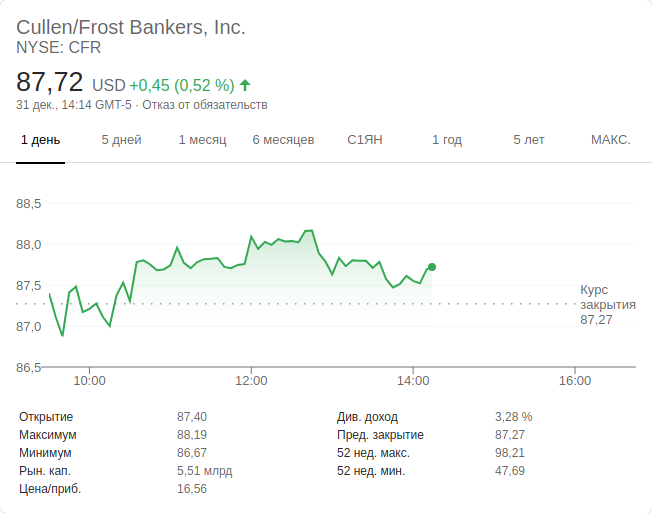 Cullen/Frost Bankers, Inc.
NYSE: CFR
87,72 USD +0,45 (0,52 %)
31 дек., 14:14 GMT-5 · Отказ от обязательств
1 день 5 дней 1 месяц 6 месяцев С1ЯН 1 год 5 лет МАКС.
88,5
88,0
87,5
87,0
86,5
Курс
закрытия
87,27
10:00 12:00 14:00 16:00
Открытие 87,40
Максимум 88,19
Минимум 86,67
Рын. кап. 5,51 млрд
Цена/приб. 16,56
Див. доход 3,28 %
Пред. закрытие 87,27
52 нед. макс. 98,21
52 нед. мин. 47,69